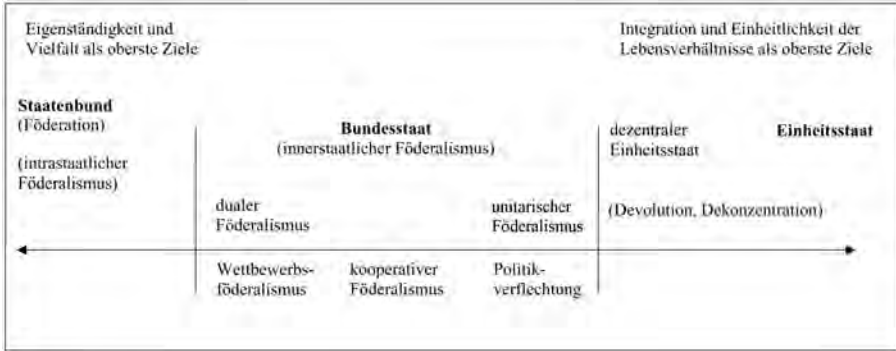 Eigenständigkeit und
Vielfalt als oberste Ziele
Integration und Einheitlichkeit der
Lebensverhältnisse als oberste Ziele
Staatenbund
(Föderation)
(intrastaatlicher
Föderalismus)
Bundesstaat
(innerstaatlicher Föderalismus)
dezentraler
Einheitsstaat
Einheitsstaat
dualer
Föderalismus
unitarischer
Föderalismus
(Devolution, Dekonzentration)
Wettbewerbs-
föderalismus
kooperativer
Föderalismus
Politik-
verflechtung